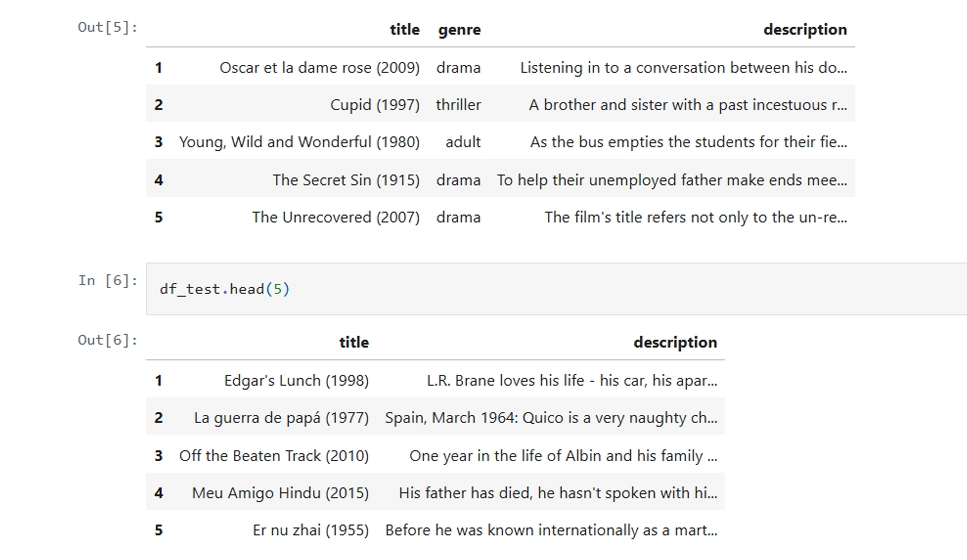 Out[5]:
title genre description
1 Oscar et la dame rose (2009) drama Listening in to a conversation between his do...
2 Cupid (1997) thriller A brother and sister with a past incestuous r...
3 Young, Wild and Wonderful (1980) adult As the bus empties the students for their fie...
4 The Secret Sin (1915) drama To help their unemployed father make ends mee...
5 The Unrecovered (2007) drama The film's title refers not only to the un-re...
In [6]: df_test.head(5)
Out[6]:
title description
1 Edgar's Lunch (1998) L.R. Brane loves his life - his car, his apar...
2 La guerra de papá (1977) Spain, March 1964: Quico is a very naughty ch...
3 Off the Beaten Track (2010) One year in the life of Albin and his family ...
4 Meu Amigo Hindu (2015) His father has died, he hasn't spoken with hi...
5 Er nu zhai (1955) Before he was known internationally as a mart...